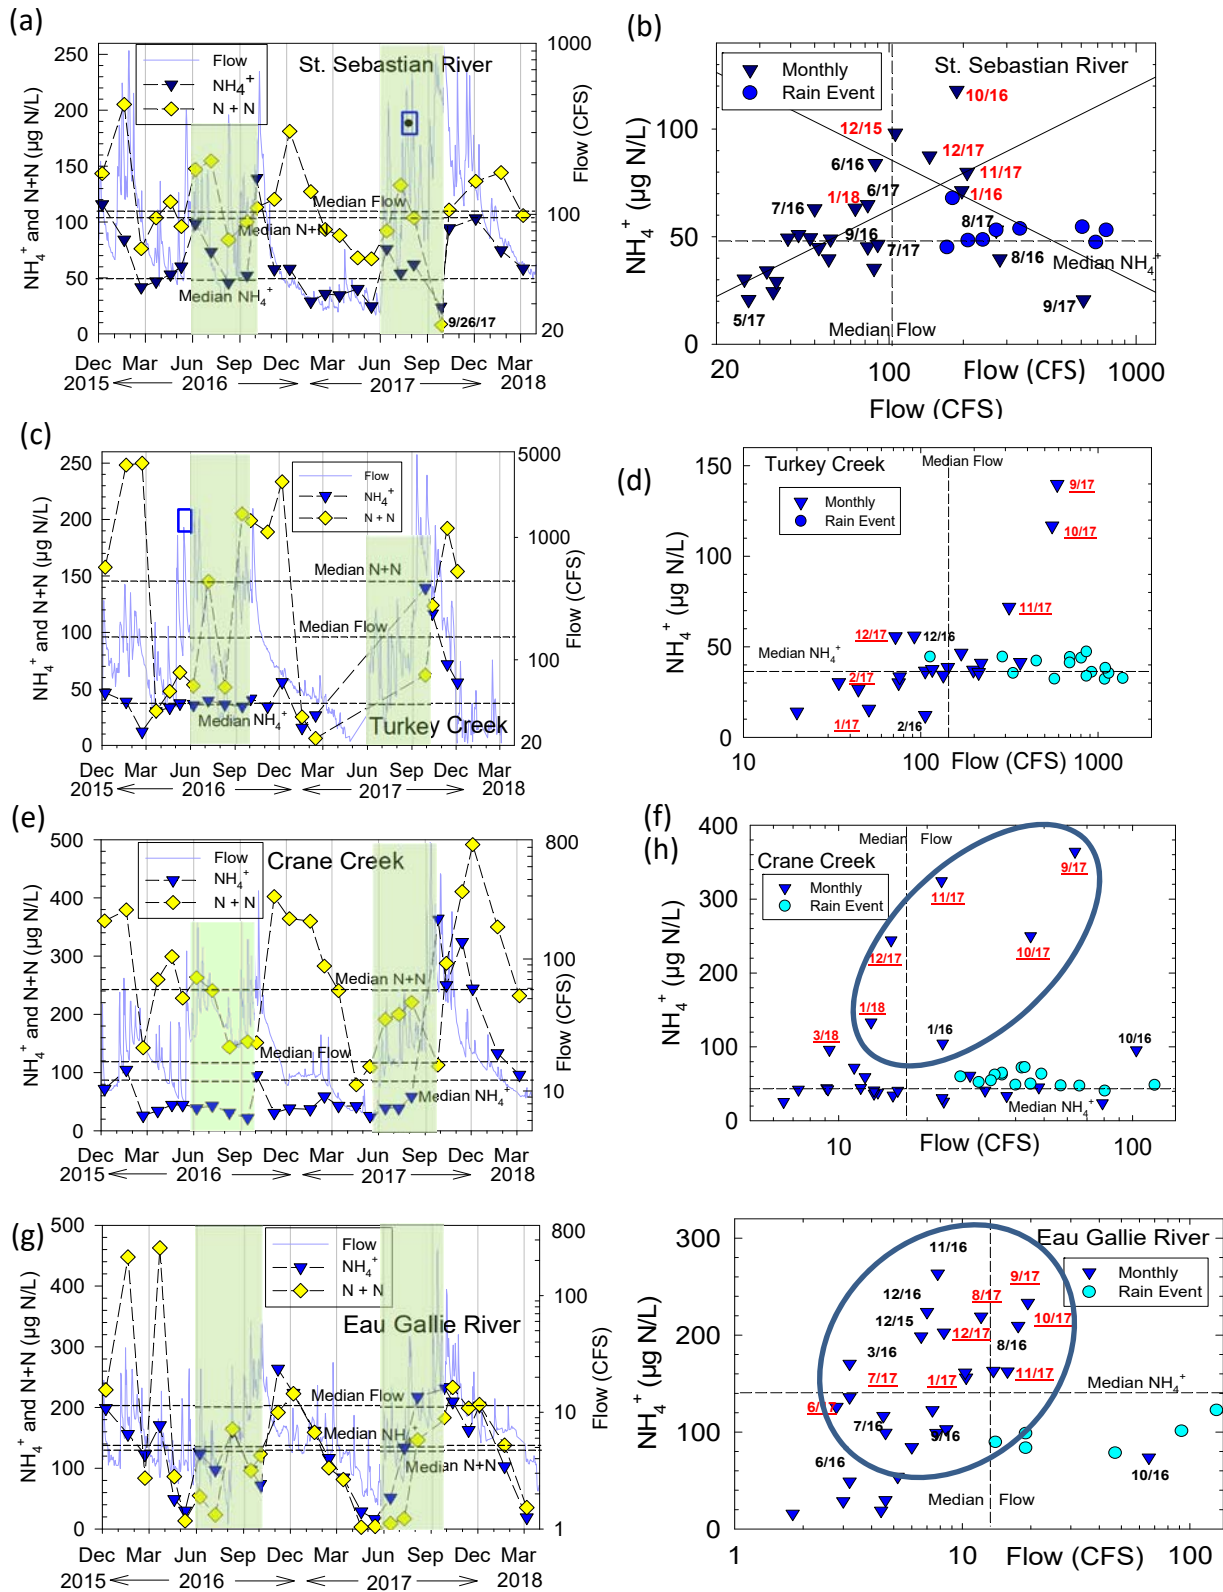 (a)
250
200
150
100
50
0
NH4+ and N+N (µg N/L)
Flow
NH4+
N + N
St. Sebastian River
Median Flow
Median N+N
Median NH4+
9/26/17
1000
100
20
Flow (CFS)
Dec Mar Jun Sep Dec Mar Jun Sep Dec Mar
2015 2016 2017 2018
(b)
100
50
0
NH4+ (µg N/L)
Monthly
Rain Event
St. Sebastian River
10/16
12/15
12/17
6/16
11/17
1/18
6/17
1/16
7/16
8/17
9/16
7/17
8/16
Median NH4+
5/17
9/17
Median Flow
20 100 Flow (CFS) 1000
Flow (CFS)
(c)
250
200
150
100
50
0
NH4+ and N+N (µg N/L)
Flow
NH4+
N + N
Median N+N
Median Flow
Median NH4+
Turkey Creek
5000
1000
100
20
Flow (CFS)
Dec Mar Jun Sep Dec Mar Jun Sep Dec Mar
2015 2016 2017 2018
(d)
150
100
50
0
NH4+ (µg N/L)
Turkey Creek
Median Flow
Monthly
Rain Event
9/17
10/17
11/17
12/17
12/16
Median NH4+
2/17
1/17
2/16
10 100 Flow (CFS) 1000
(e)
500
400
300
200
100
0
NH4+ and N+N (µg N/L)
Flow
NH4+
N + N
Crane Creek
Median N+N
Median Flow
Median NH4+
800
100
10
Flow (CFS)
Dec Mar Jun Sep Dec Mar Jun Sep Dec Mar
2015 2016 2017 2018
(f)
(h)
400
300
200
100
0
NH4+ (µg N/L)
Median Flow
Crane Creek
Monthly
Rain Event
9/17
11/17
10/17
12/17
1/18
3/18
1/16
10/16
Median NH4+
10 Flow (CFS) 100
(g)
500
400
300
200
100
0
NH4+ and N+N (µg N/L)
Flow
NH4+
N + N
Eau Gallie River
Median Flow
Median NH4+
Median N+N
800
100
10
1
Flow (CFS)
Dec Mar Jun Sep Dec Mar Jun Sep Dec Mar
2015 2016 2017 2018
300
200
100
0
NH4+ (µg N/L)
11/16
Eau Gallie River
Monthly
Rain Event
9/17
12/16
8/17
12/15
10/17
12/17
8/16
3/16
7/17
1/17
11/17
Median NH4+
6/17
7/16
9/16
6/16
10/16
Median Flow
1 10 Flow (CFS) 100